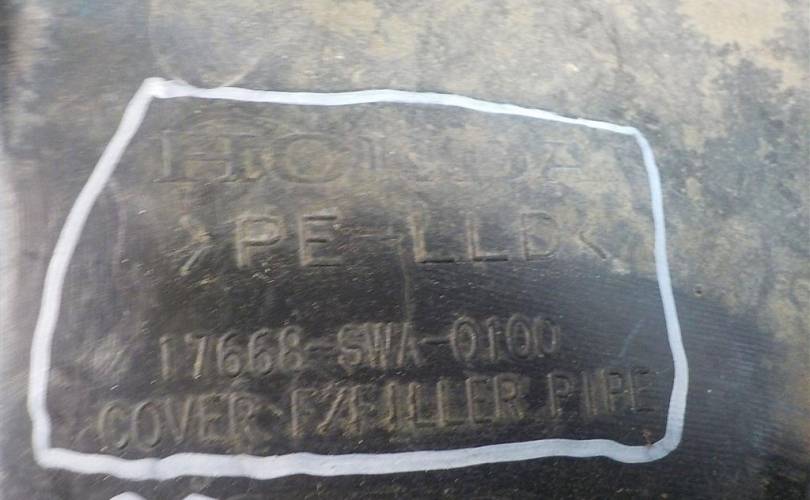 HONDA
>PE-LLD<
17668-SWA-0100
COVER F/FILLER PIPE